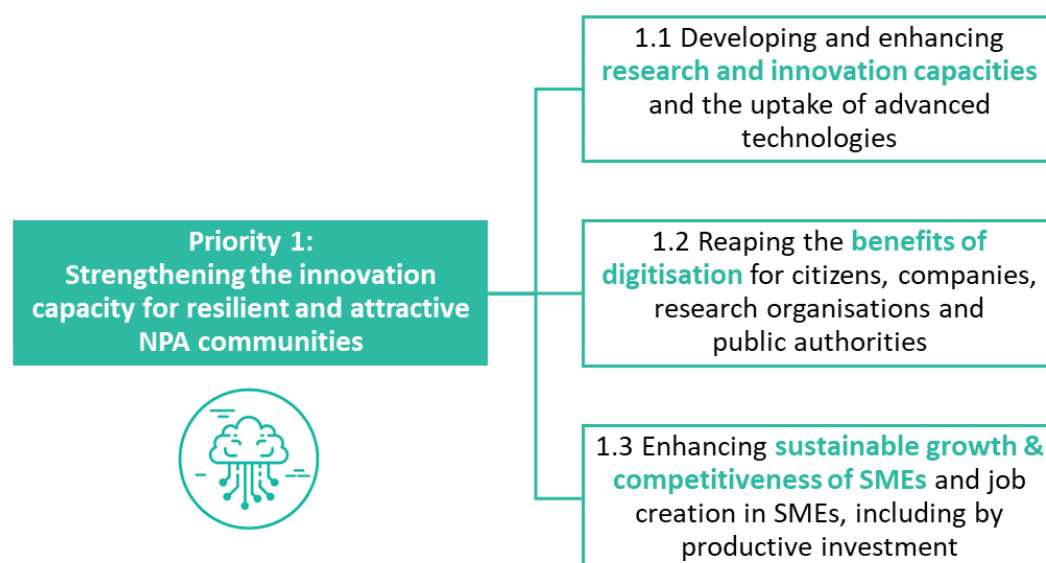 Priority 1:
Strengthening the innovation
capacity for resilient and attractive
NPA communities
1.1 Developing and enhancing
research and innovation capacities
and the uptake of advanced
technologies
1.2 Reaping the benefits of
digitisation for citizens, companies,
research organisations and
public authorities
1.3 Enhancing sustainable growth &
competitiveness of SMEs and job
creation in SMEs, including by
productive investment